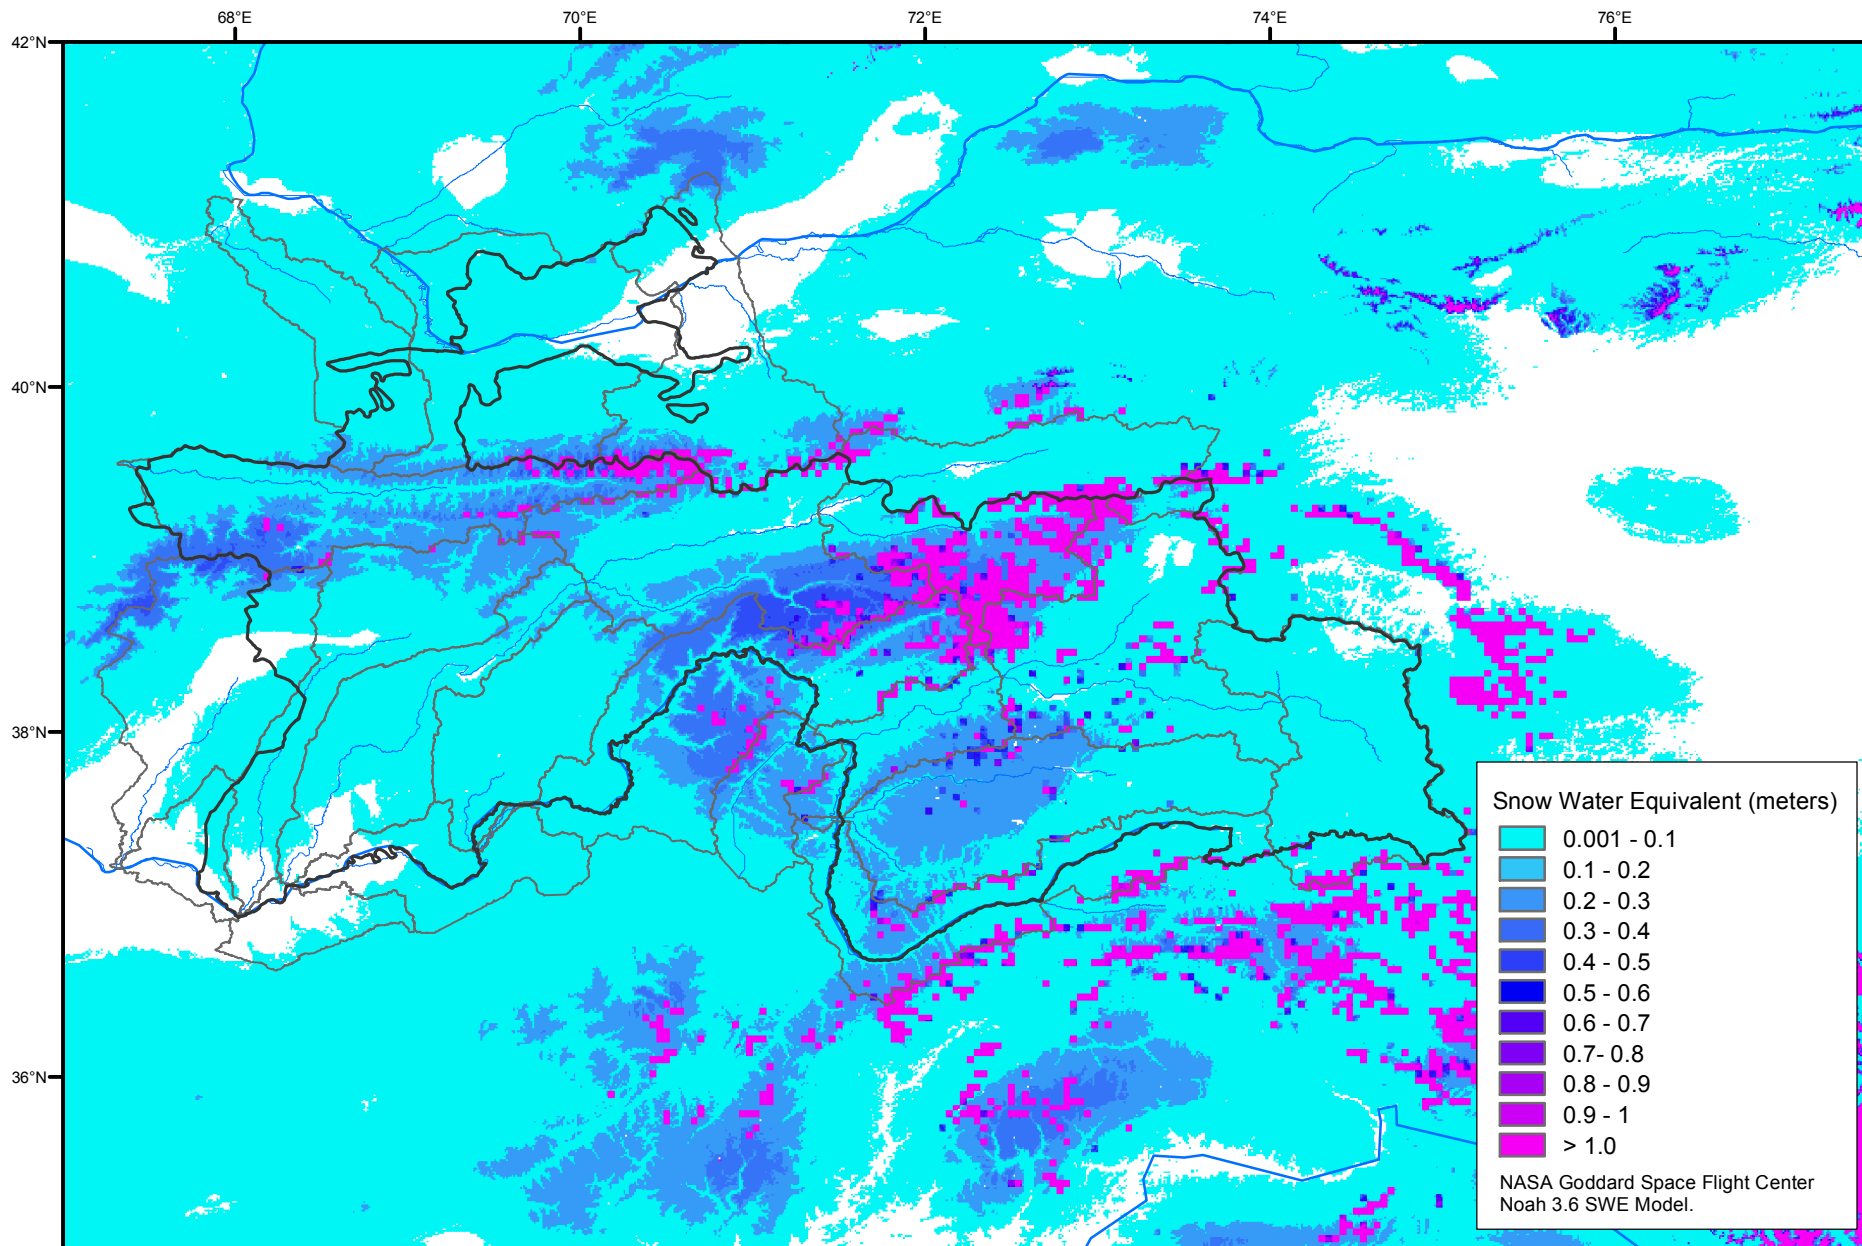 68°E 70°E 72°E 74°E 76°E
42°N
40°N
38°N
36°N
Snow Water Equivalent (meters)
0.001 - 0.1
0.1 - 0.2
0.2 - 0.3
0.3 - 0.4
0.4 - 0.5
0.5 - 0.6
0.6 - 0.7
0.7- 0.8
0.8 - 0.9
0.9 - 1
> 1.0
NASA Goddard Space Flight Center
Noah 3.6 SWE Model.